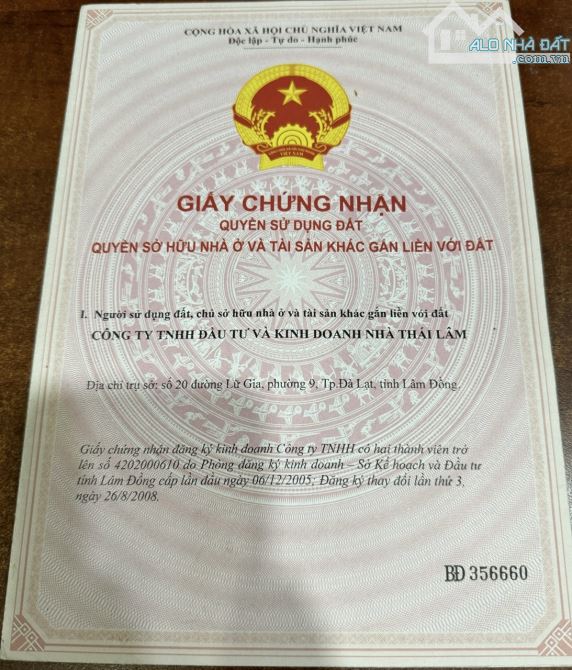 CỘNG HÒA XÃ HỘI CHỦ NGHĨA VIỆT NAM
Độc lập - Tự do - Hạnh phúc
ALO NHÀ ĐẤT
.com.vn
VIỆT NAM
GIẤY CHỨNG NHẬN
QUYỀN SỬ DỤNG ĐẤT
QUYỀN SỞ HỮU NHÀ Ở VÀ TÀI SẢN KHÁC GẮN LIỀN VỚI ĐẤT
I. Người sử dụng đất, chủ sở hữu nhà ở và tài sản khác gắn liền với đất
CÔNG TY TNHH ĐẦU TƯ VÀ KINH DOANH NHÀ THÁI LÂM
Địa chỉ trụ sở: số 20 đường Lữ Gia, phường 9, Tp.Đà Lạt, tỉnh Lâm Đồng.
Giấy chứng nhận đăng ký kinh doanh Công ty TNHH có hai thành viên trở
lên số 4202000610 do Phòng đăng ký kinh doanh – Sở Kế hoạch và Đầu tư
tỉnh Lâm Đồng cấp lần đầu ngày 06/12/2005; Đăng ký thay đổi lần thứ 3,
ngày 26/8/2008.
BĐ 356660